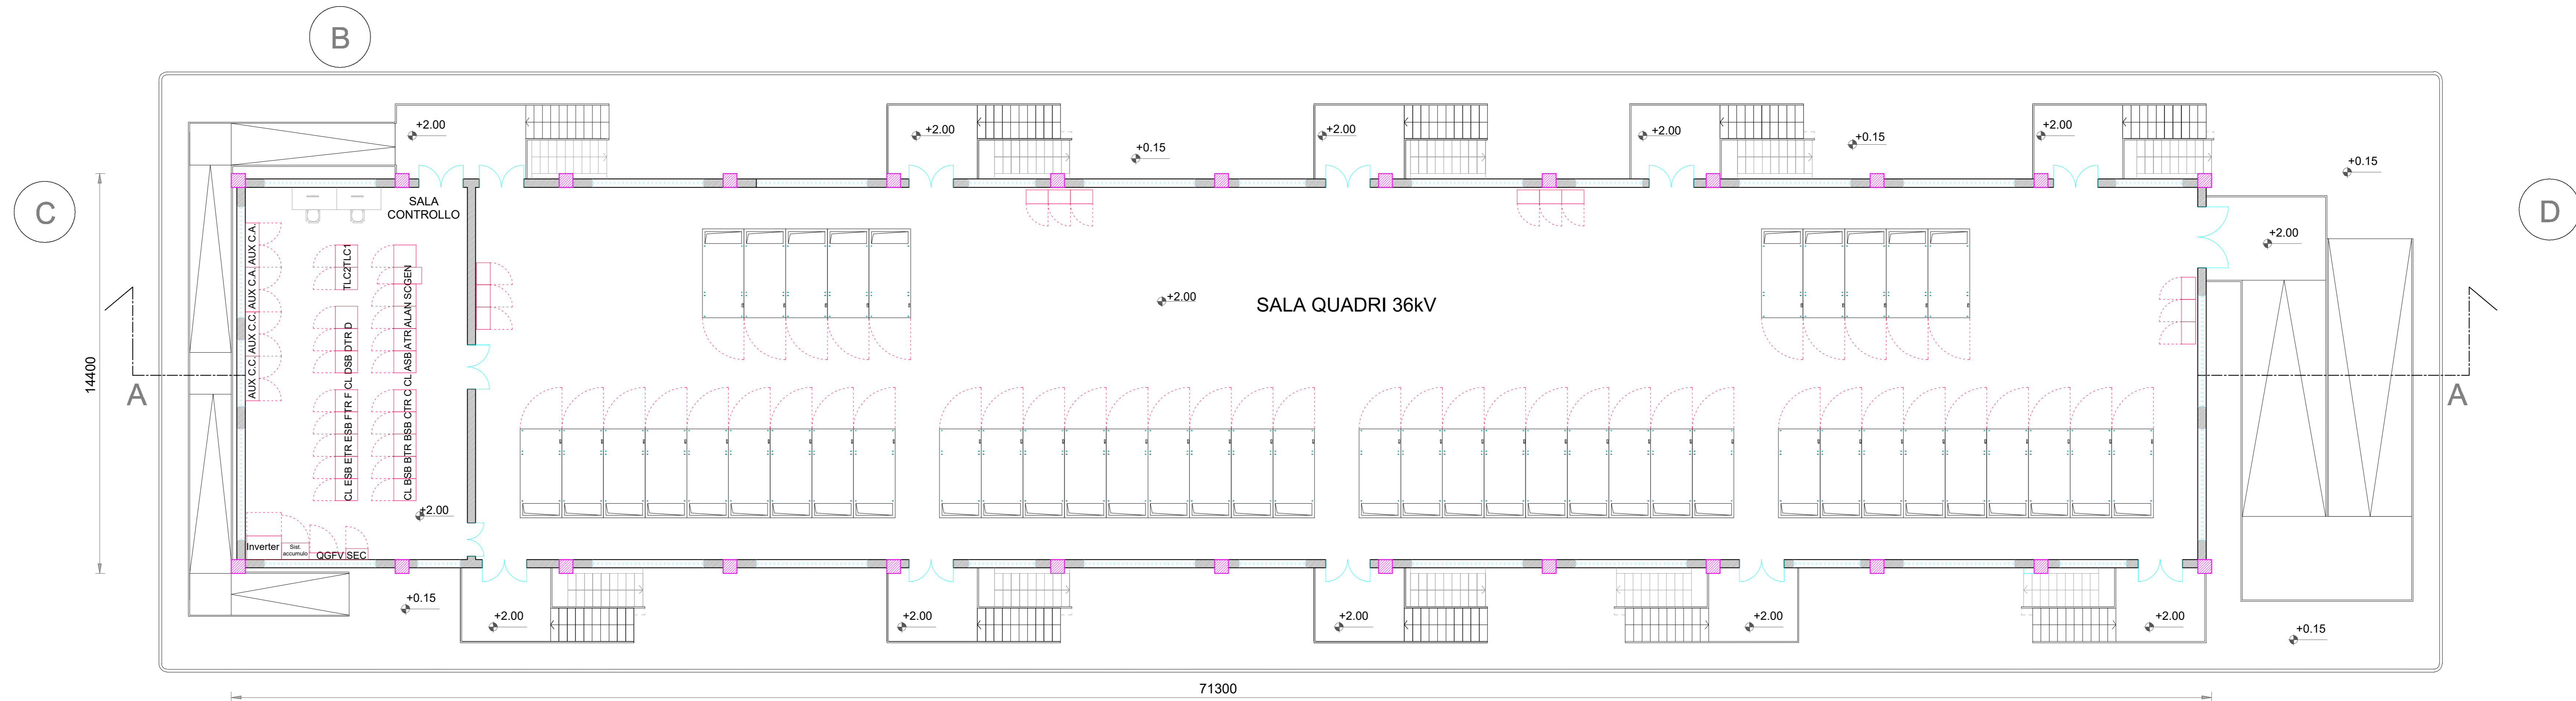 B
+2.00
+2.00
+2.00
+2.00
+2.00
+0.15
+0.15
+0.15
C
D
SALA
CONTROLLO
+2.00
+2.00
SALA QUADRI 36kV
AUX C.C. AUX C.C. AUX C.A. AUX C.A.
TLC2TLC1
CL DSB DTR D
CL ESB ETR ESB FTR F
CL ASB ATR ALAN SCGEN
CL BSB BTR BSB CTR C
14400
A
A
+2.00
Inverter
Sist.
accumulo
QGFV SEC
+0.15
+2.00
+2.00
+2.00
+2.00
+2.00
+0.15
71300